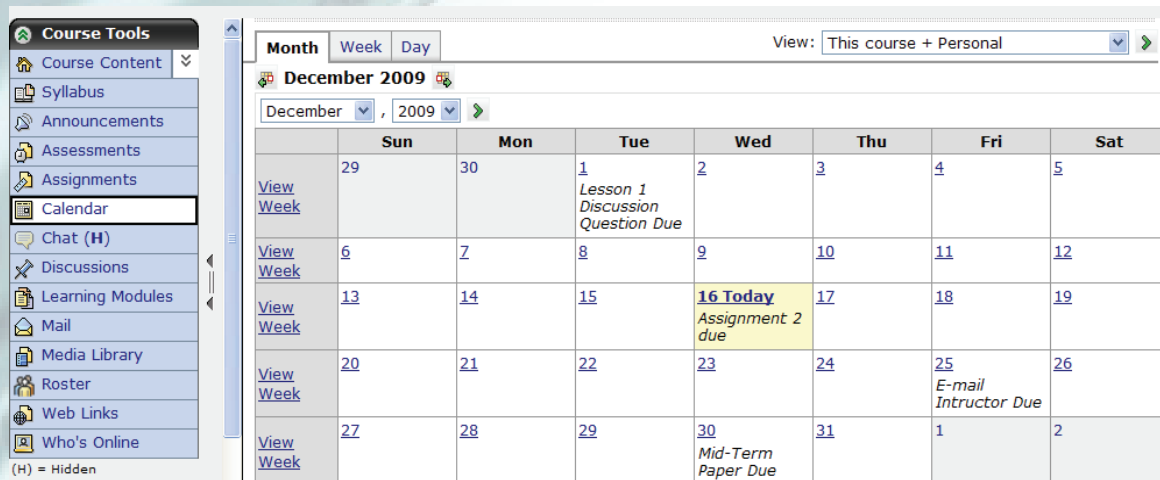 Course Tools
Course Content
Syllabus
Announcements
Assessments
Assignments
Calendar
Chat (H)
Discussions
Learning Modules
Mail
Media Library
Roster
Web Links
Who's Online
(H) = Hidden
Month Week Day View: This course + Personal
December 2009
December , 2009
Sun Mon Tue Wed Thu Fri Sat
View
Week
29 30 1 2 3 4 5
Lesson 1
Discussion
Question Due
View
Week
6 7 8 9 10 11 12
View
Week
13 14 15 16 Today 17 18 19
Assignment 2
due
View
Week
20 21 22 23 24 25 26
E-mail
Intructor Due
View
Week
27 28 29 30 31 1 2
Mid-Term
Paper Due